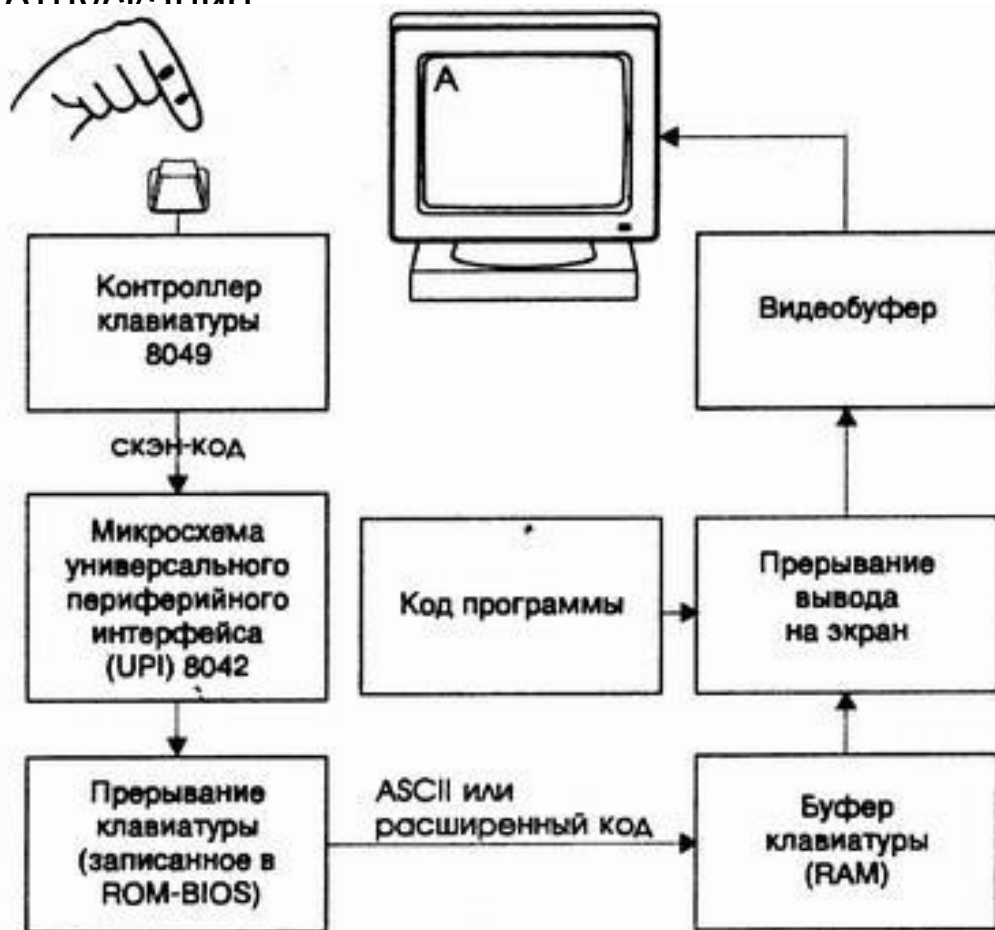 А
Контроллер
клавиатуры
8049
скэн-код
Микросхема
универсального
периферийного
интерфейса
(UPI) 8042
Прерывание
клавиатуры
(записанное в
ROM-BIOS)
ASCII или
расширенный код
Буфер
клавиатуры
(RAM)
Код программы
Прерывание
вывода
на экран
Видеобуфер